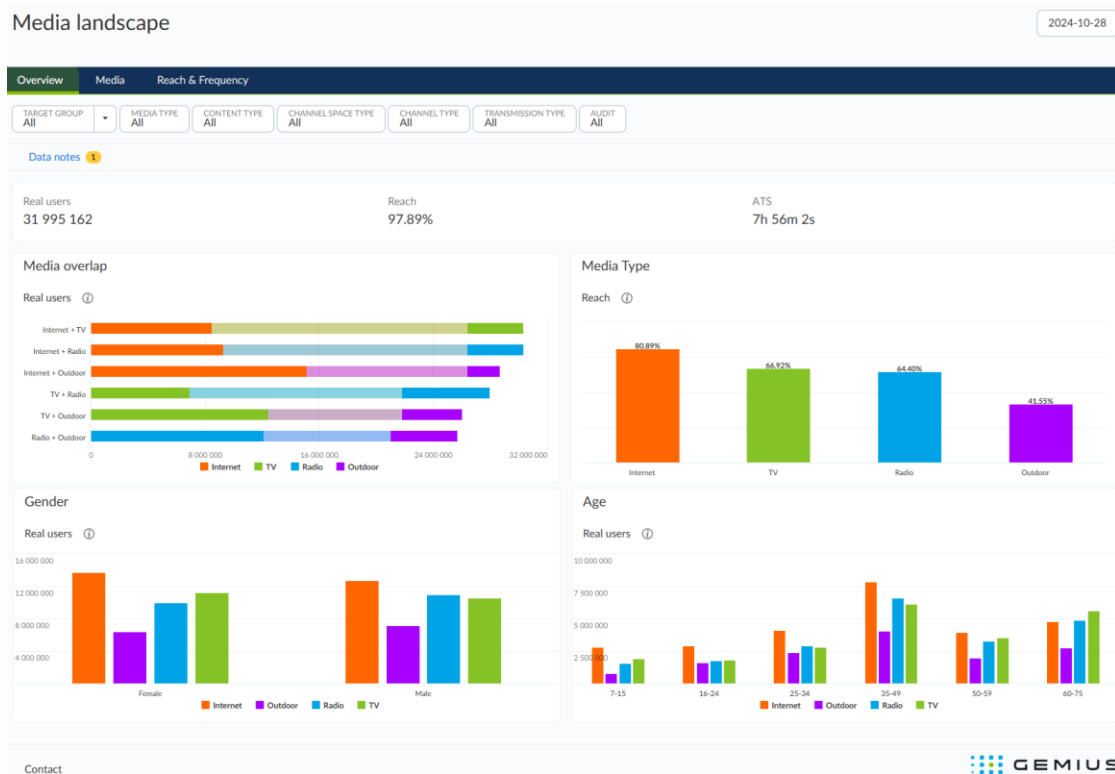 Media landscape
2024-10-28
Overview Media Reach & Frequency
TARGET GROUP
All
MEDIA TYPE
All
CONTENT TYPE
All
CHANNEL SPACE TYPE
All
CHANNEL TYPE
All
TRANSMISSION TYPE
All
AUDIT
All
Data notes 1
Real users
31 995 162
Reach
97.89%
ATS
7h 56m 2s
Media overlap
Real users
Internet + TV
Internet + Radio
Internet + Outdoor
TV + Radio
TV + Outdoor
Radio + Outdoor
0 8 000 000 16 000 000 24 000 000 32 000 000
Internet TV Radio Outdoor
Media Type
Reach
80.89%
66.92%
64.40%
41.55%
Internet TV Radio Outdoor
Gender
Real users
16 000 000
12 000 000
8 000 000
4 000 000
Female Male
Internet Outdoor Radio TV
Age
Real users
10 000 000
7 500 000
5 000 000
2 500 000
7-15 16-24 25-34 35-49 50-59 60-75
Internet Outdoor Radio TV
Contact
GEMIUS